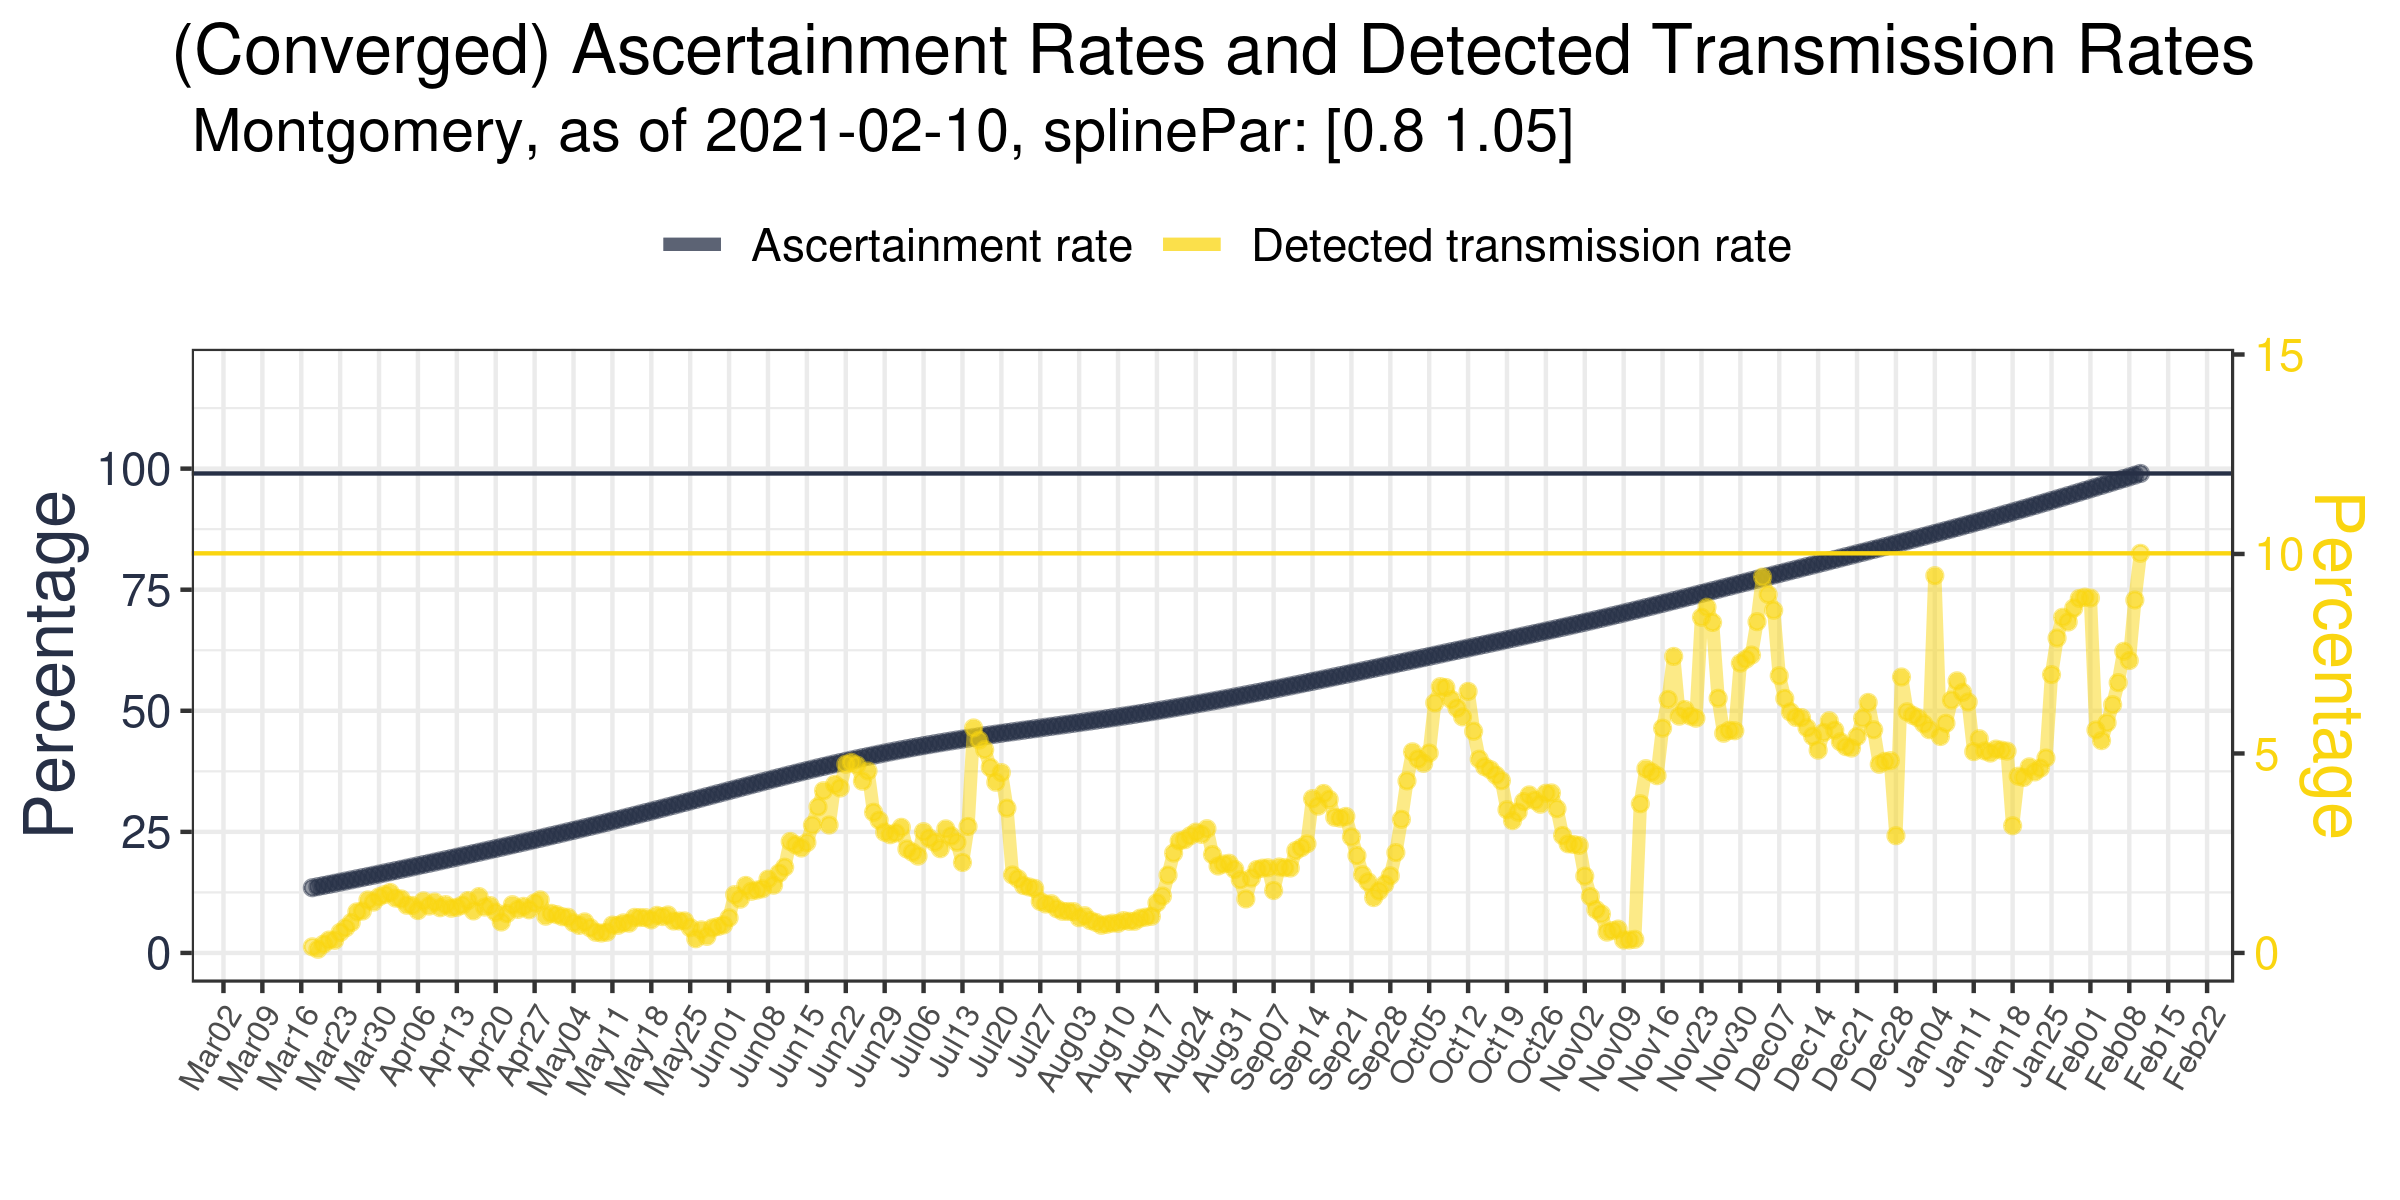 (Converged) Ascertainment Rates and Detected Transmission Rates
Montgomery, as of 2021-02-10, splinePar: [0.8 1.05]
Ascertainment rate
Detected transmission rate
Percentage
100
75
50
25
0
15
10
5
0
Percentage
Mar02
Mar09
Mar16
Mar23
Mar30
Apr06
Apr13
Apr20
Apr27
May04
May11
May18
May25
Jun01
Jun08
Jun15
Jun22
Jun29
Jul06
Jul13
Jul20
Jul27
Aug03
Aug10
Aug17
Aug24
Aug31
Sep07
Sep14
Sep21
Sep28
Oct05
Oct12
Oct19
Oct26
Nov02
Nov09
Nov16
Nov23
Nov30
Dec07
Dec14
Dec21
Dec28
Jan04
Jan11
Jan18
Jan25
Feb01
Feb08
Feb15
Feb22